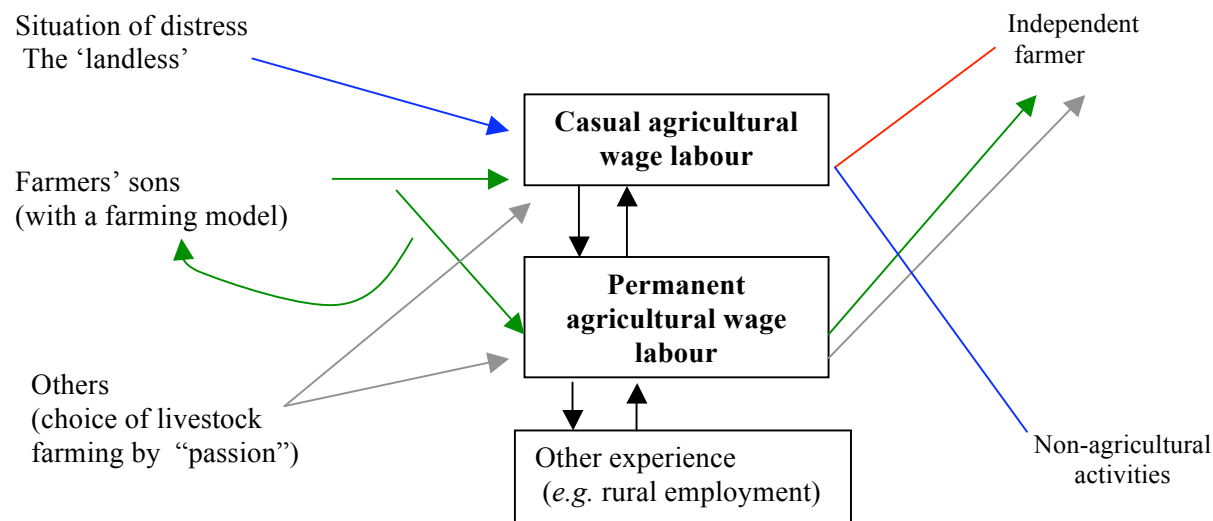 Situation of distress
The ‘landless’
Independent
farmer
Casual agricultural
wage labour
Farmers’ sons
(with a farming model)
Permanent
agricultural wage
labour
Others
(choice of livestock
farming by “passion”)
Other experience
(e.g. rural employment)
Non-agricultural
activities